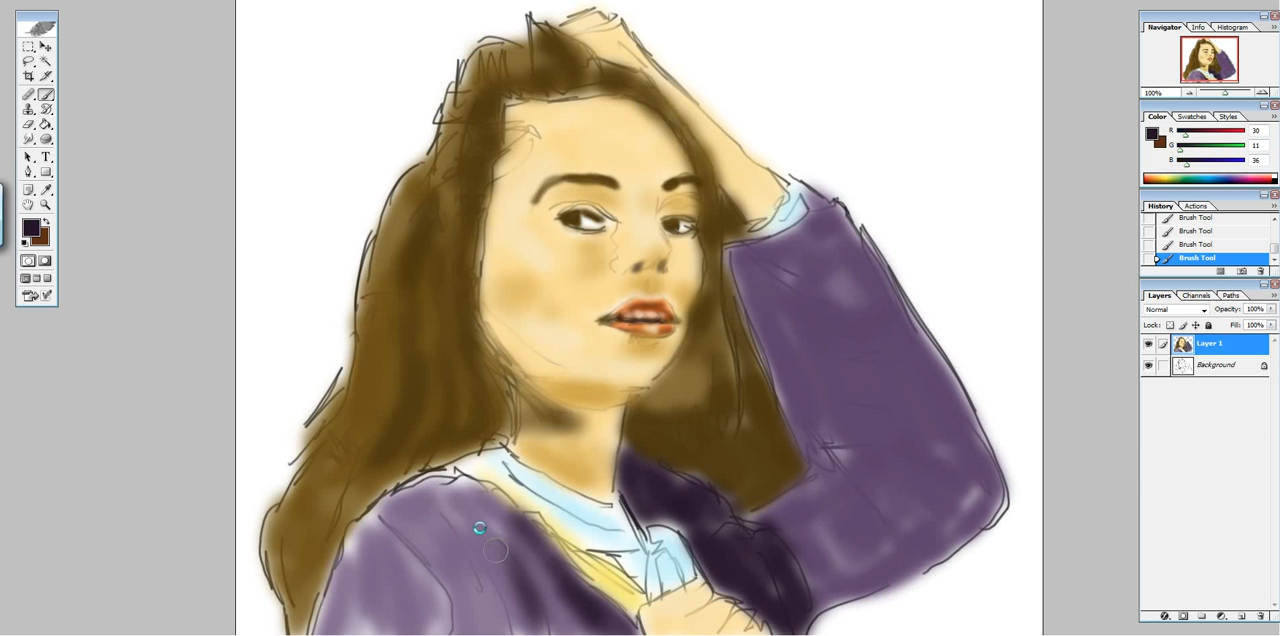 Navigator Info Histogram
100%
Color Swatches Styles
R 30
G 11
B 36
History Actions
Brush Tool
Brush Tool
Brush Tool
Brush Tool
Layers Channels Paths
Normal Opacity: 100%
Lock: Fill: 100%
Layer 1
Background
T